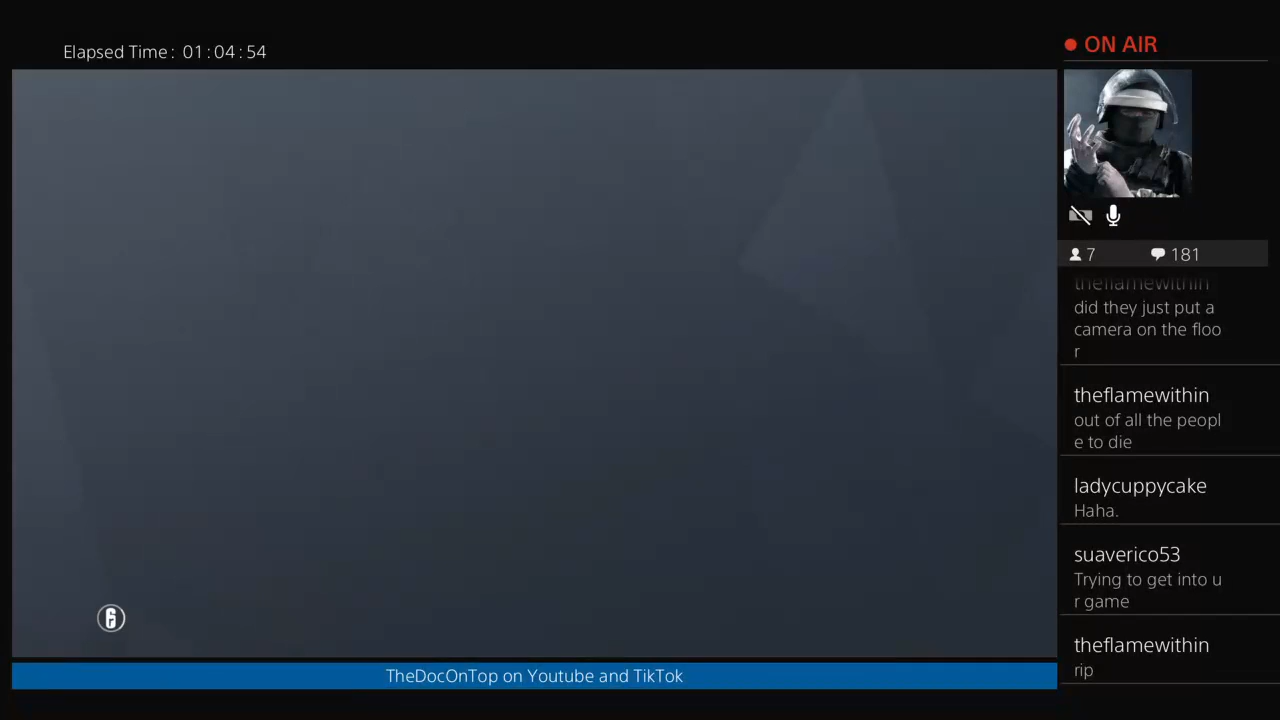 Elapsed Time: 01:04:54
ON AIR
7 181
theflamewithin
did they just put a
camera on the floo
r
theflamewithin
out of all the peopl
e to die
ladycuppycake
Haha.
suaverico53
Trying to get into u
r game
theflamewithin
rip
6
TheDocOnTop on Youtube and TikTok